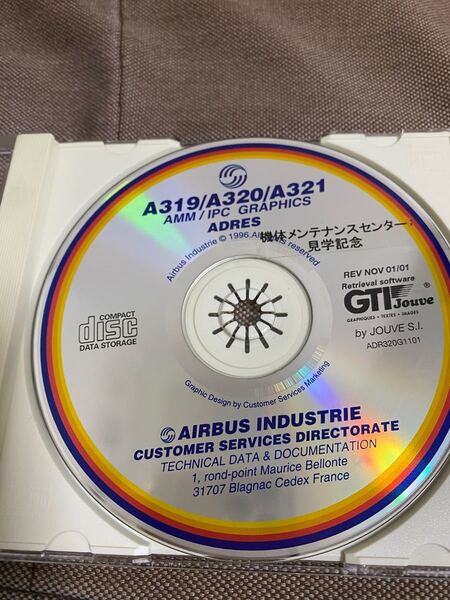 A319/A320/A321
AMM / IPC GRAPHICS
ADRES
Airbus Industrie © 1996. All reserved
機体メンテナンスセンター
見学記念
REV NOV 01/01
Retrieval software
GTI Jouve ®
GRAPHIQUES • TEXTES • IMAGES
by JOUVE S.I.
ADR320G1101
COMPACT
disc
DATA STORAGE
Graphic Design by Customer Services Marketing
AIRBUS INDUSTRIE
CUSTOMER SERVICES DIRECTORATE
TECHNICAL DATA & DOCUMENTATION
1, rond-point Maurice Bellonte
31707 Blagnac Cedex France